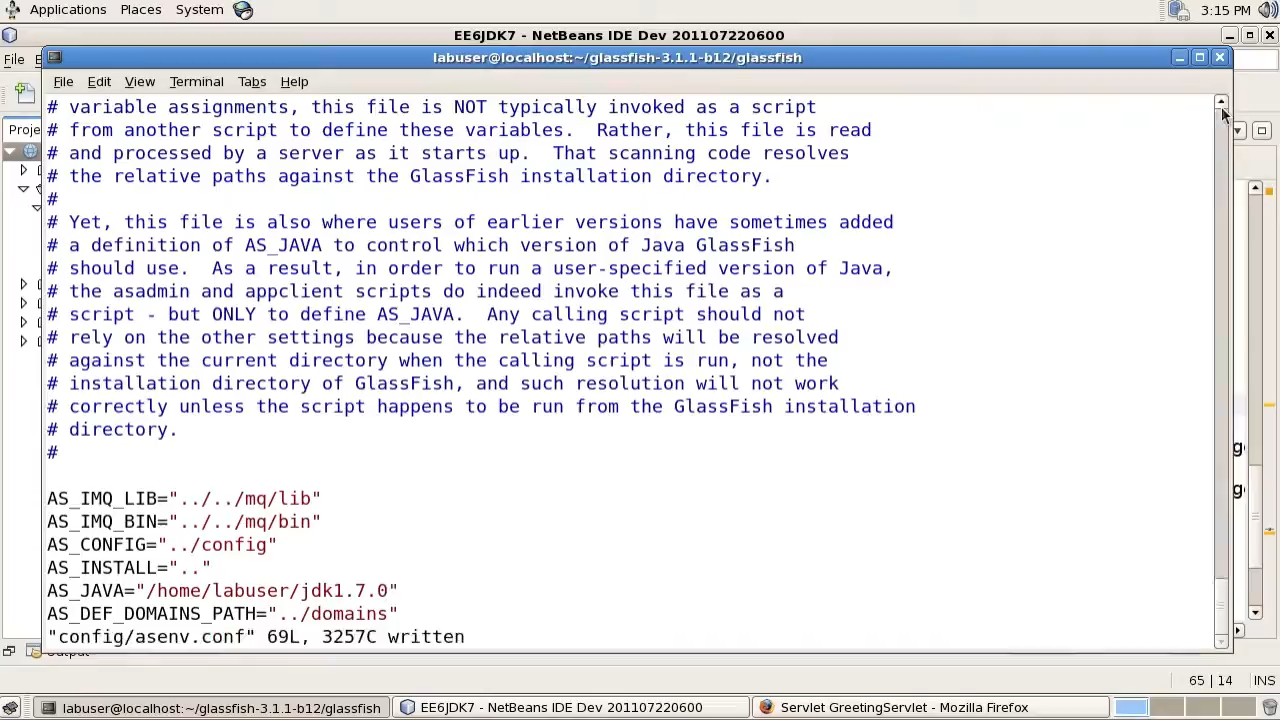 Applications Places System
3:15 PM
EE6JDK7 - NetBeans IDE Dev 201107220600
File
labuser@localhost:~/glassfish-3.1.1-b12/glassfish
File Edit View Terminal Tabs Help
# variable assignments, this file is NOT typically invoked as a script
# from another script to define these variables.  Rather, this file is read
# and processed by a server as it starts up.  That scanning code resolves
# the relative paths against the GlassFish installation directory.
#
# Yet, this file is also where users of earlier versions have sometimes added
# a definition of AS_JAVA to control which version of Java GlassFish
# should use.  As a result, in order to run a user-specified version of Java,
# the asadmin and appclient scripts do indeed invoke this file as a
# script - but ONLY to define AS_JAVA.  Any calling script should not
# rely on the other settings because the relative paths will be resolved
# against the current directory when the calling script is run, not the
# installation directory of GlassFish, and such resolution will not work
# correctly unless the script happens to be run from the GlassFish installation
# directory.
#
AS_IMQ_LIB="../../mq/lib"
AS_IMQ_BIN="../../mq/bin"
AS_CONFIG="../config"
AS_INSTALL=".."
AS_JAVA="/home/labuser/jdk1.7.0"
AS_DEF_DOMAINS_PATH="../domains"
"config/asenv.conf" 69L, 3257C written
Proje
65 | 14 INS
labuser@localhost:~/glassfish-3.1.1-b12/glassfish
EE6JDK7 - NetBeans IDE Dev 201107220600
Servlet GreetingServlet - Mozilla Firefox